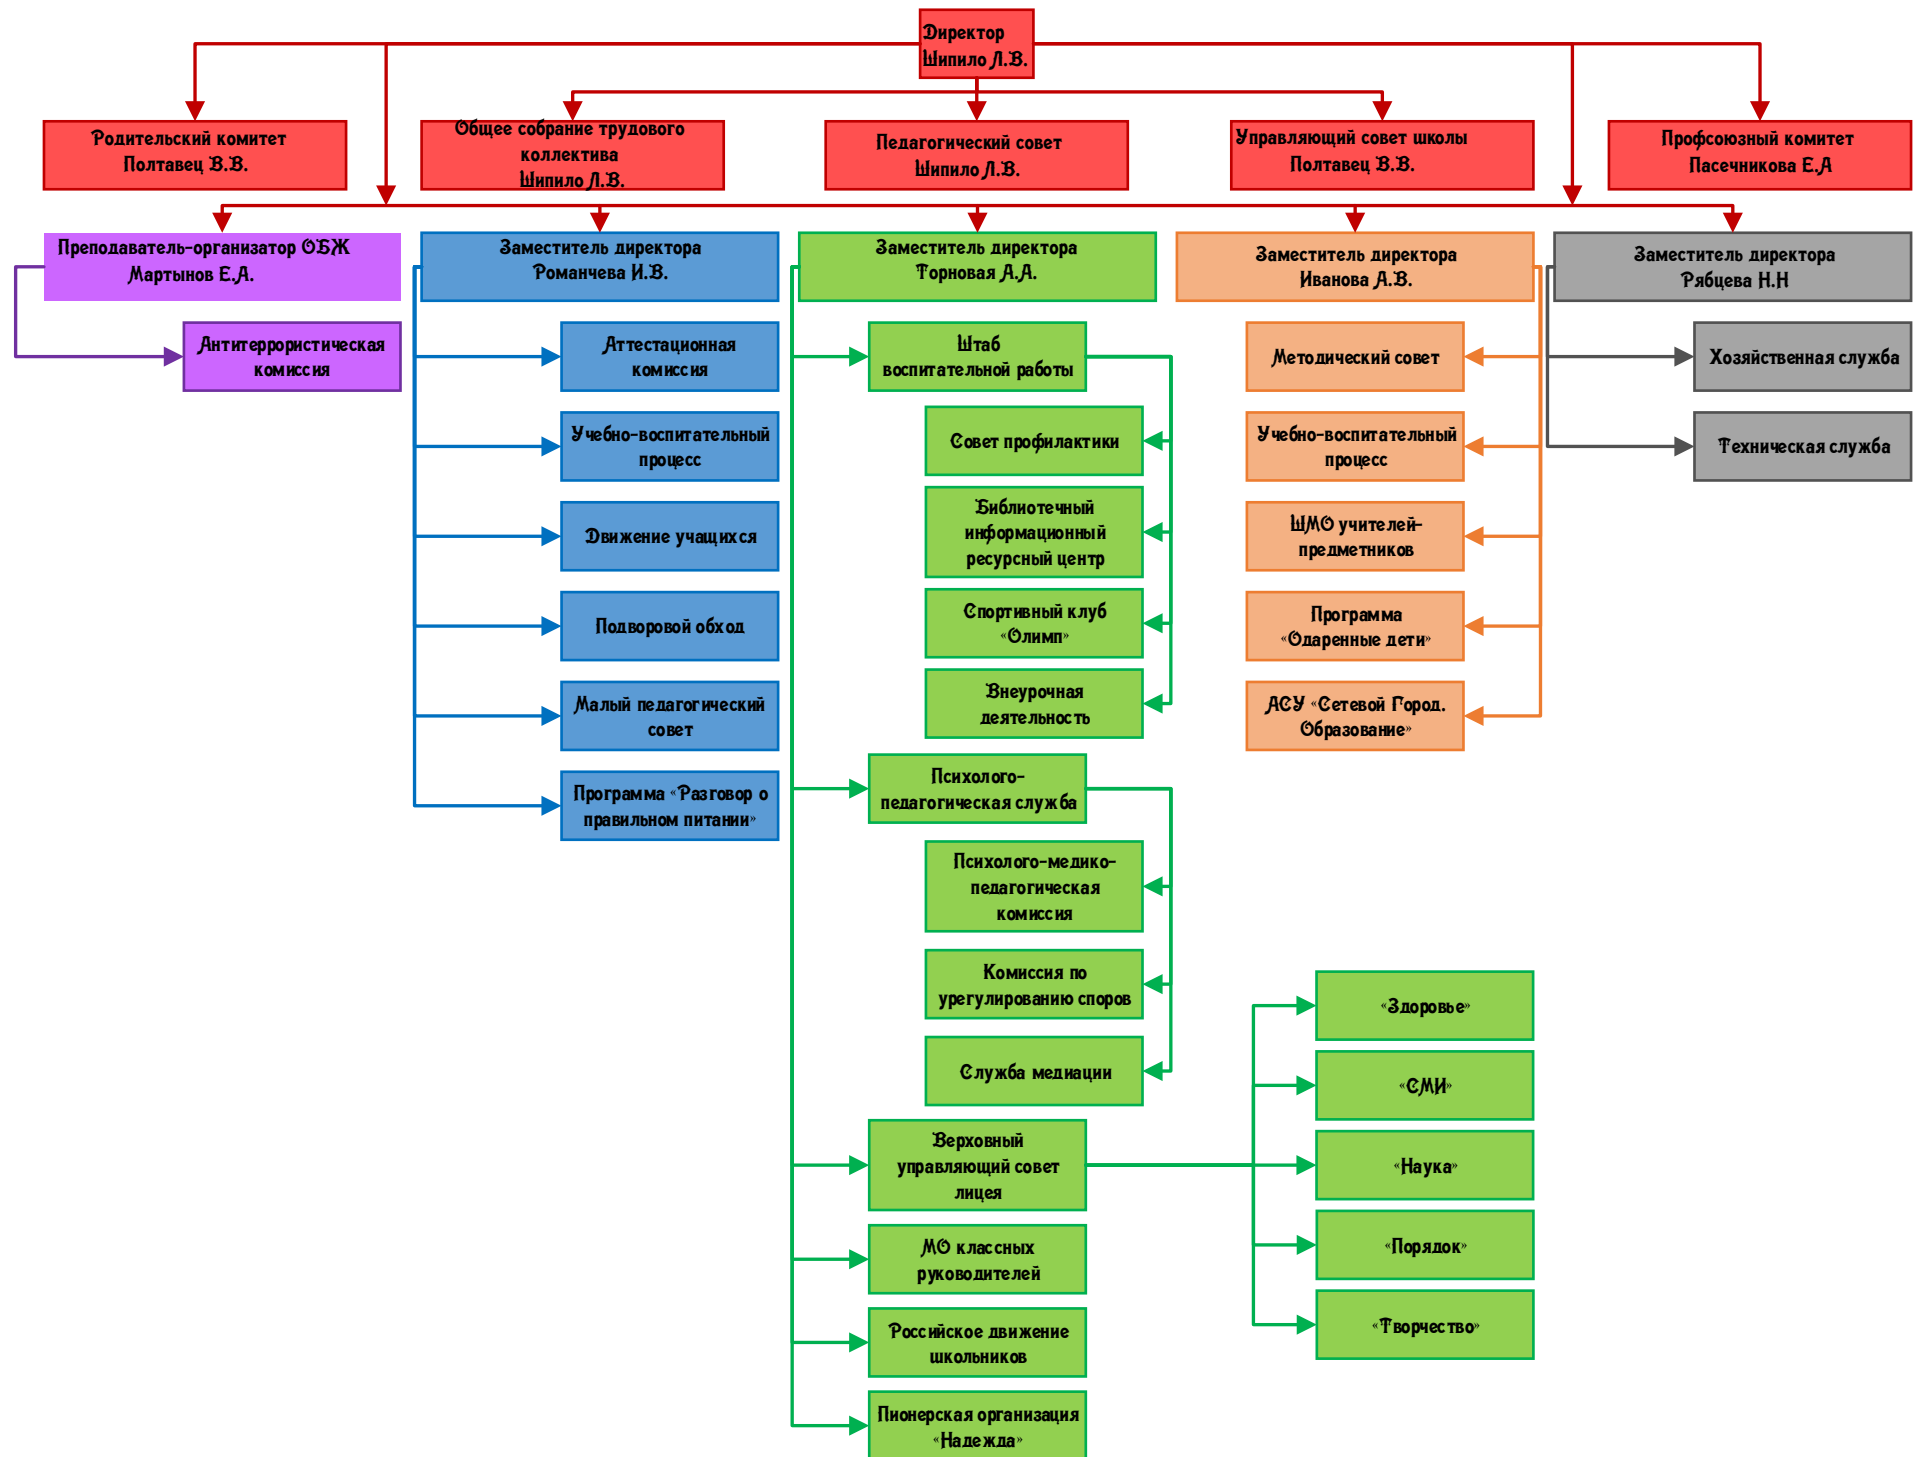 Директор
Шипило Л.В.
Родительский комитет
Полтавец В.В.
Общее собрание трудового
коллектива
Шипило Л.В.
Педагогический совет
Шипило Л.В.
Управляющий совет школы
Полтавец В.В.
Профсоюзный комитет
Пасечникова Е.А
Преподаватель-организатор ОБЖ
Мартынов Е.А.
Заместитель директора
Романчева И.В.
Заместитель директора
Торновая А.А.
Заместитель директора
Иванова А.В.
Заместитель директора
Рябцева Н.Н
Антитеррористическая
комиссия
Аттестационная
комиссия
Учебно-воспитательный
процесс
Движение учащихся
Подворовой обход
Малый педагогический
совет
Программа «Разговор о
правильном питании»
Штаб
воспитательной работы
Совет профилактики
Библиотечный
информационный
ресурсный центр
Спортивный клуб
«Олимп»
Внеурочная
деятельность
Психолого-
педагогическая служба
Психолого-медико-
педагогическая
комиссия
Комиссия по
урегулированию споров
Служба медиации
Верховный
управляющий совет
лицея
«Здоровье»
«СМИ»
«Наука»
«Порядок»
«Творчество»
МО классных
руководителей
Российское движение
школьников
Пионерская организация
«Надежда»
Методический совет
Учебно-воспитательный
процесс
ШМО учителей-
предметников
Программа
«Одаренные дети»
АСУ «Сетевой Город.
Образование»
Хозяйственная служба
Техническая служба